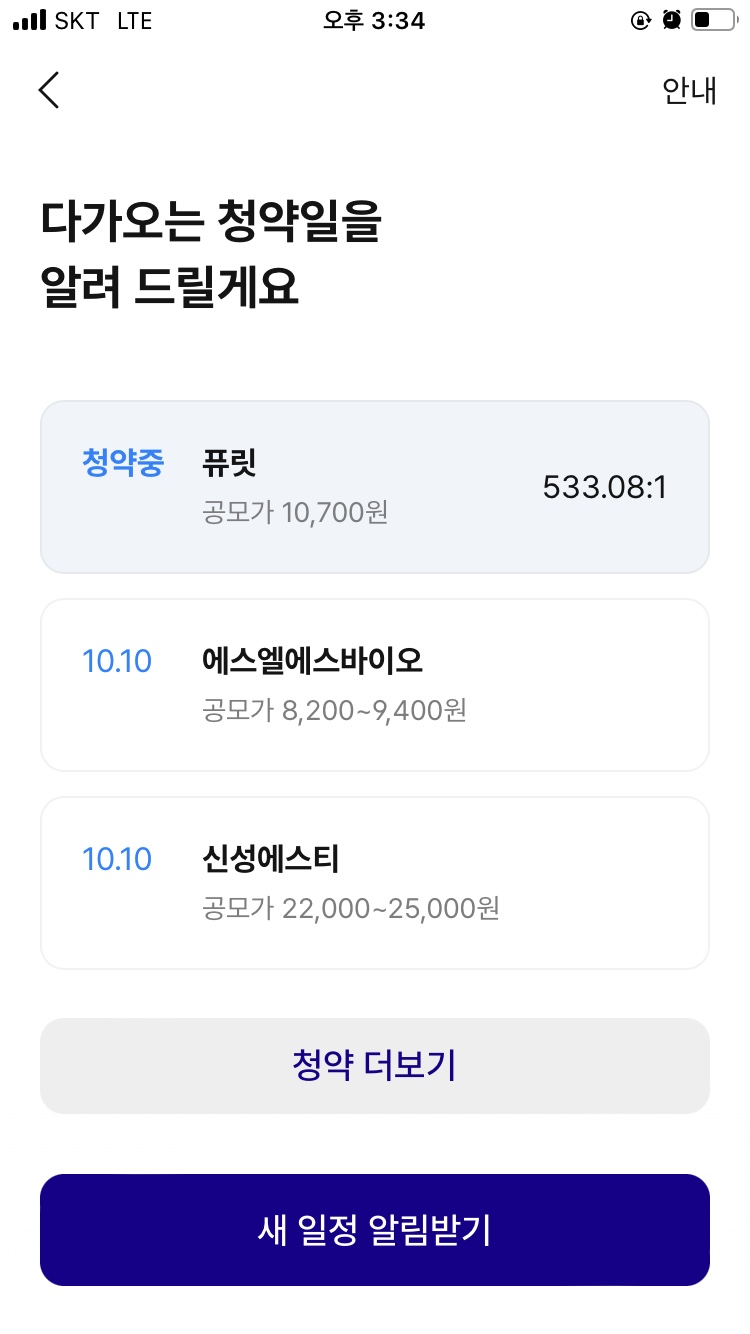 SKT LTE 오후 3:34
안내
다가오는 청약일을
알려 드릴게요
청약중 퓨릿 533.08:1
공모가 10,700원
10.10 에스엘에스바이오
공모가 8,200~9,400원
10.10 신성에스티
공모가 22,000~25,000원
청약 더보기
새 일정 알림받기